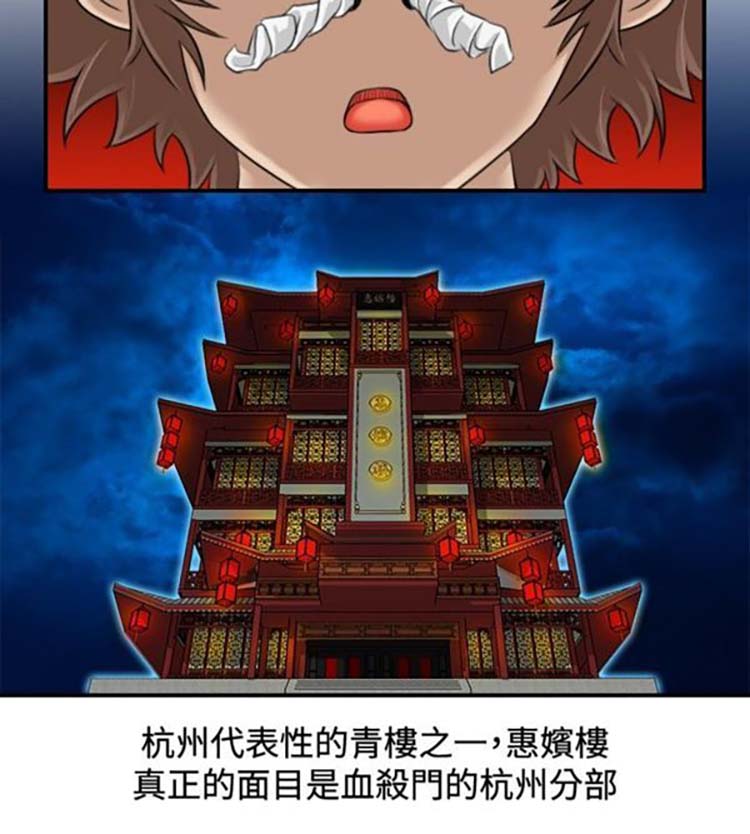 杭州代表性的青樓之一，惠嬪樓
真正的面目是血殺門的杭州分部